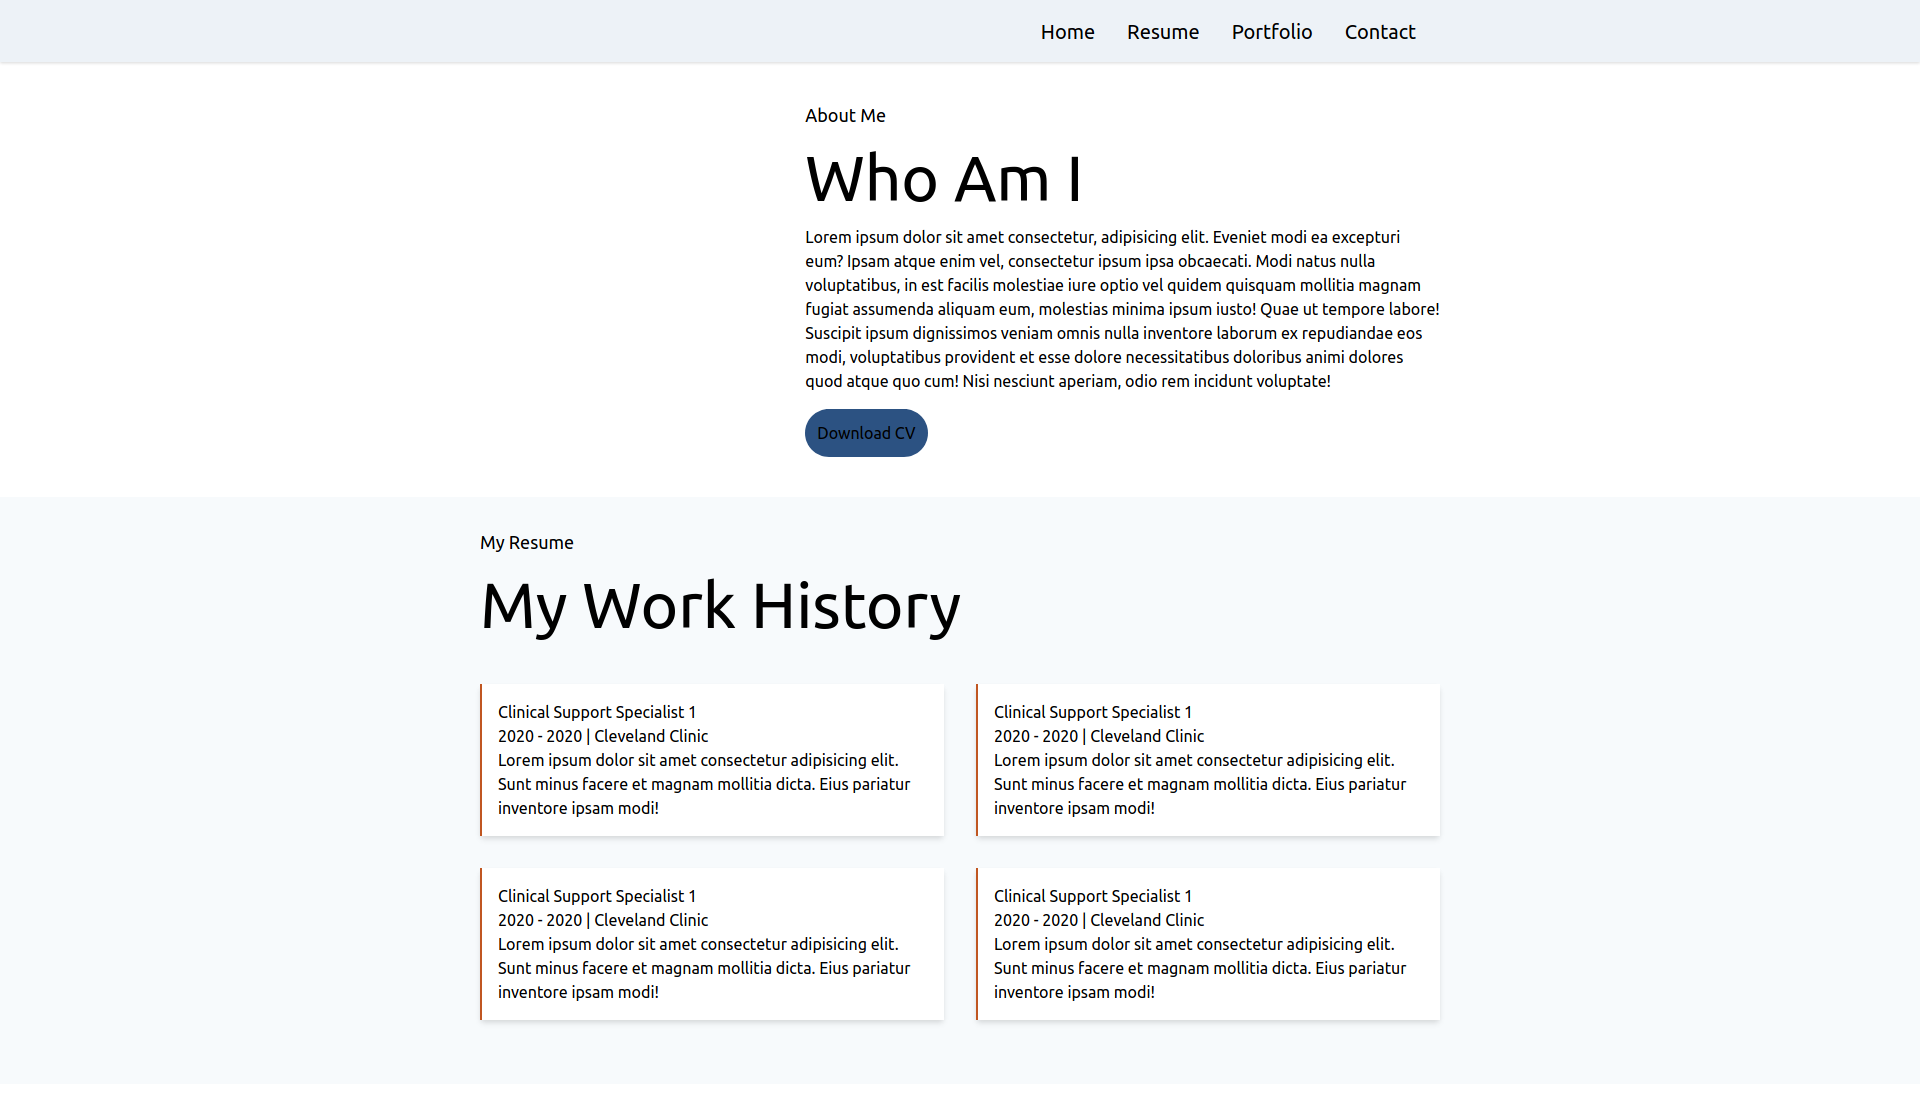 Home Resume Portfolio Contact
About Me
Who Am I
Lorem ipsum dolor sit amet consectetur, adipisicing elit. Eveniet modi ea excepturi
eum? Ipsam atque enim vel, consectetur ipsum ipsa obcaecati. Modi natus nulla
voluptatibus, in est facilis molestiae iure optio vel quidem quisquam mollitia magnam
fugiat assumenda aliquam eum, molestias minima ipsum iusto! Quae ut tempore labore!
Suscipit ipsum dignissimos veniam omnis nulla inventore laborum ex repudiandae eos
modi, voluptatibus provident et esse dolore necessitatibus doloribus animi dolores
quod atque quo cum! Nisi nesciunt aperiam, odio rem incidunt voluptate!
Download CV
My Resume
My Work History
Clinical Support Specialist 1
2020 - 2020 | Cleveland Clinic
Lorem ipsum dolor sit amet consectetur adipisicing elit.
Sunt minus facere et magnam mollitia dicta. Eius pariatur
inventore ipsam modi!
Clinical Support Specialist 1
2020 - 2020 | Cleveland Clinic
Lorem ipsum dolor sit amet consectetur adipisicing elit.
Sunt minus facere et magnam mollitia dicta. Eius pariatur
inventore ipsam modi!
Clinical Support Specialist 1
2020 - 2020 | Cleveland Clinic
Lorem ipsum dolor sit amet consectetur adipisicing elit.
Sunt minus facere et magnam mollitia dicta. Eius pariatur
inventore ipsam modi!
Clinical Support Specialist 1
2020 - 2020 | Cleveland Clinic
Lorem ipsum dolor sit amet consectetur adipisicing elit.
Sunt minus facere et magnam mollitia dicta. Eius pariatur
inventore ipsam modi!